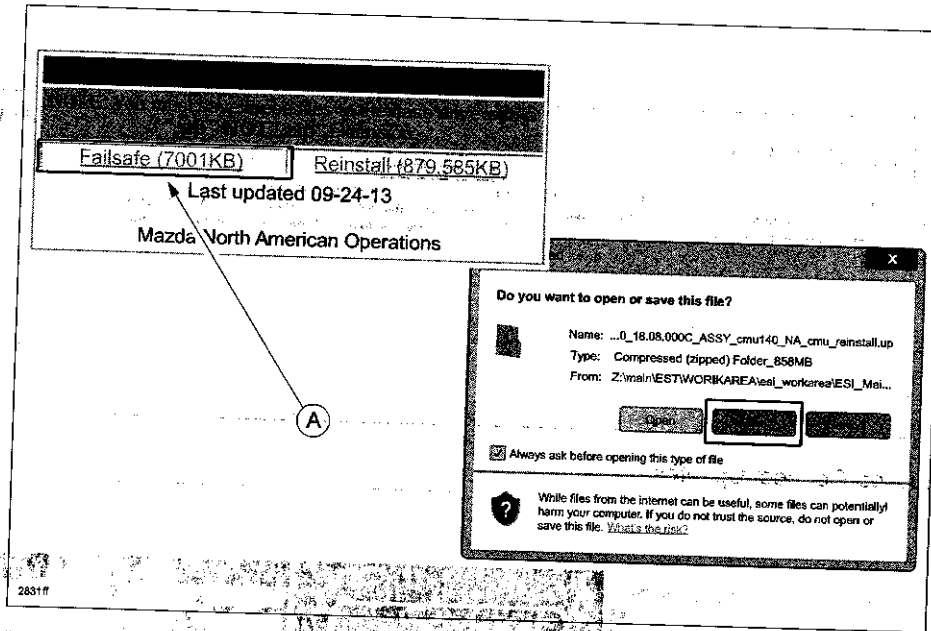 Failsafe (7001KB)
Reinstall (879,585KB)
Last updated 09-24-13
Mazda North American Operations
X
Do you want to open or save this file?
Name: ...0_18.08.000C_ASSY_cmu140_NA_cmu_reinstall.up
Type: Compressed (zipped) Folder_858MB
From: Z:\main\EST\WORIKAREA\esi_workarea\ESI_Mai...
Open
Always ask before opening this type of file
While files from the internet can be useful, some files can potentially!
harm your computer. If you do not trust the source, do not open or
save this file. What's the risk?
A
2831ff